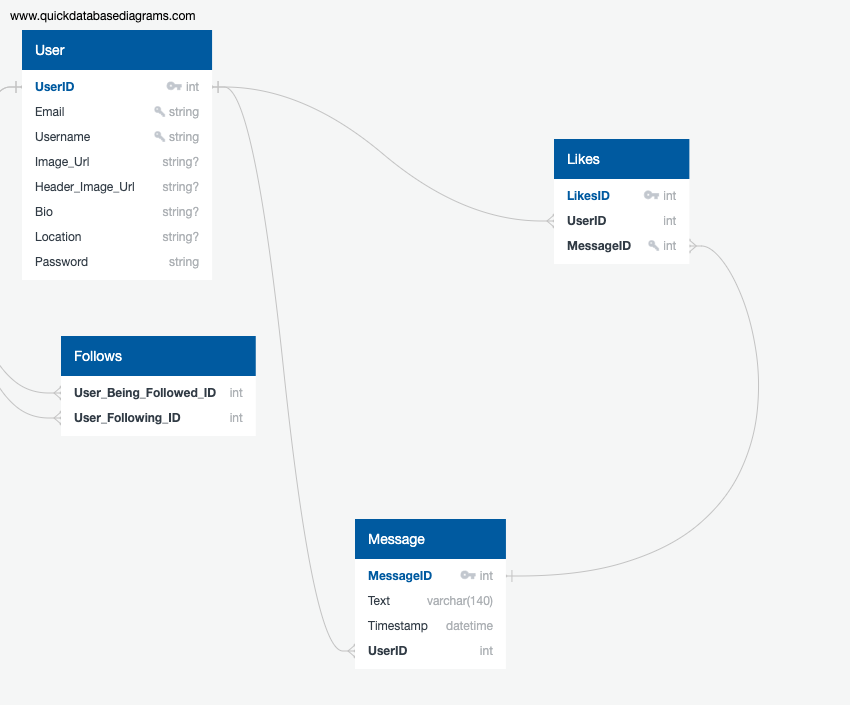 www.quickdatabasediagrams.com
User
UserID int
Email string
Username string
Image_Url string?
Header_Image_Url string?
Bio string?
Location string?
Password string
Likes
LikesID int
UserID int
MessageID int
Follows
User_Being_Followed_ID int
User_Following_ID int
Message
MessageID int
Text varchar(140)
Timestamp datetime
UserID int